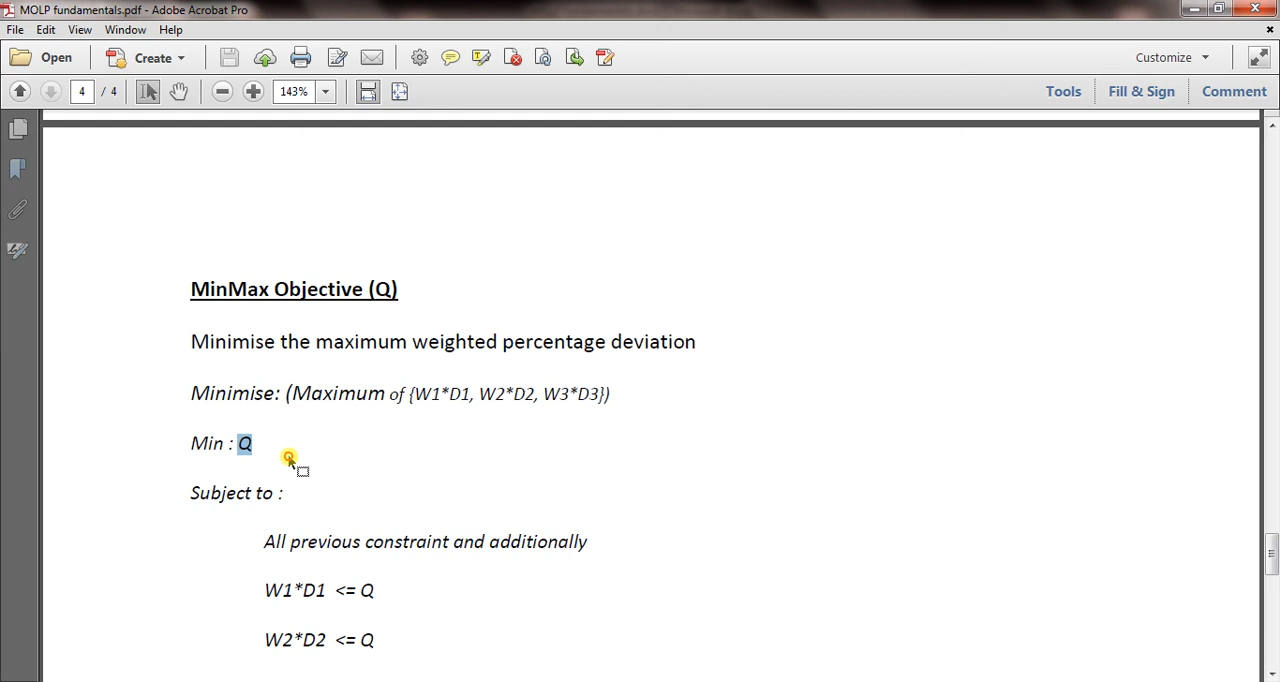 MOLP fundamentals.pdf - Adobe Acrobat Pro
File Edit View Window Help
Open Create Customize
4 / 4 143% Tools Fill & Sign Comment
MinMax Objective (Q)
Minimise the maximum weighted percentage deviation
Minimise: (Maximum of {W1*D1, W2*D2, W3*D3})
Min : Q
Subject to :
All previous constraint and additionally
W1*D1 <= Q
W2*D2 <= Q